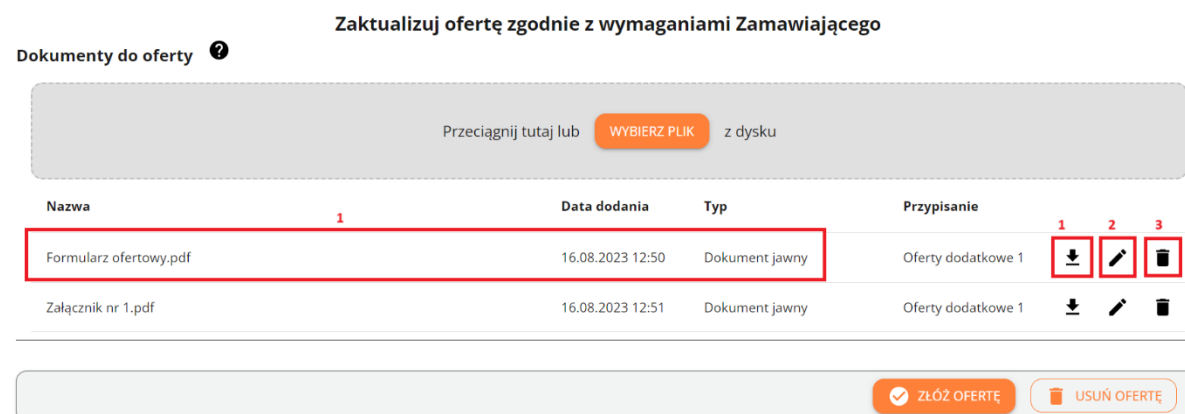 Zaktualizuj ofertę zgodnie z wymaganiami Zamawiającego
Dokumenty do oferty ?
Przeciągnij tutaj lub WYBIERZ PLIK z dysku
Nazwa Data dodania Typ Przypisanie
1 1 2 3
Formularz ofertowy.pdf 16.08.2023 12:50 Dokument jawny Oferty dodatkowe 1
Załącznik nr 1.pdf 16.08.2023 12:51 Dokument jawny Oferty dodatkowe 1
ZŁÓŻ OFERTĘ USUŃ OFERTĘ